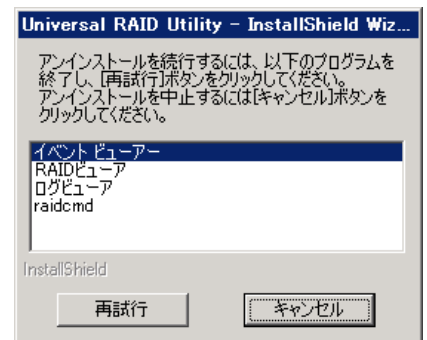 Universal RAID Utility - InstallShield Wiz...
アンインストールを続行するには、以下のプログラムを
終了し、[再試行]ボタンをクリックしてください。
アンインストールを中止するには[キャンセル]ボタンを
クリックしてください。
イベント ビューアー
RAIDビューア
ログビューア
raidcmd
InstallShield
再試行
キャンセル